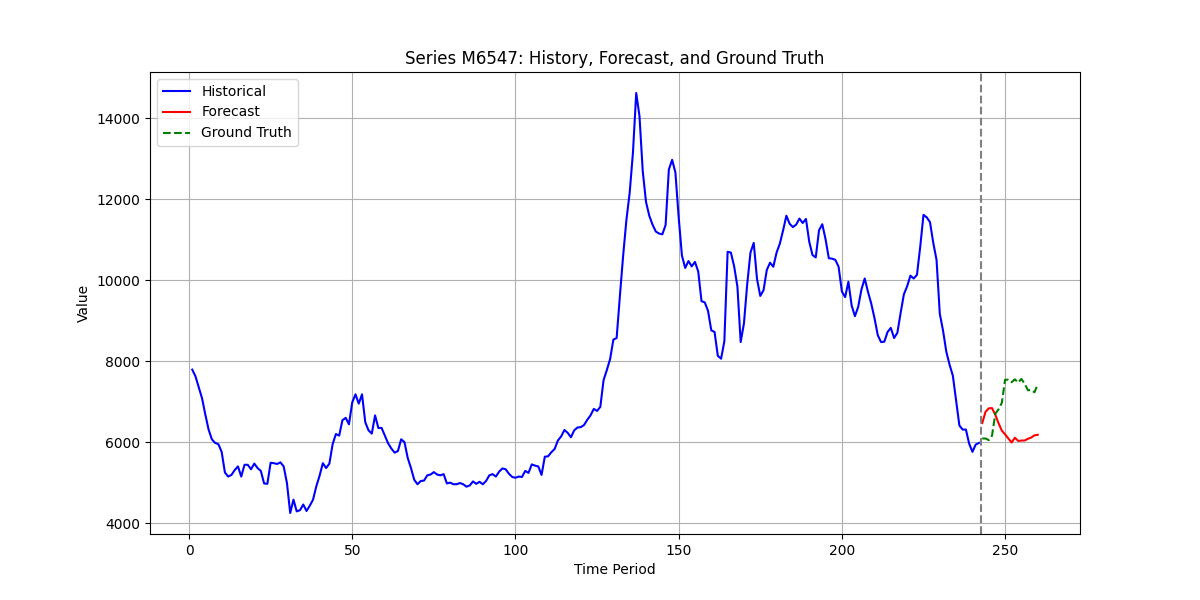 Series M6547: History, Forecast, and Ground Truth
Historical
Forecast
Ground Truth
14000
12000
10000
8000
6000
4000
Value
0
50
100
150
200
250
Time Period